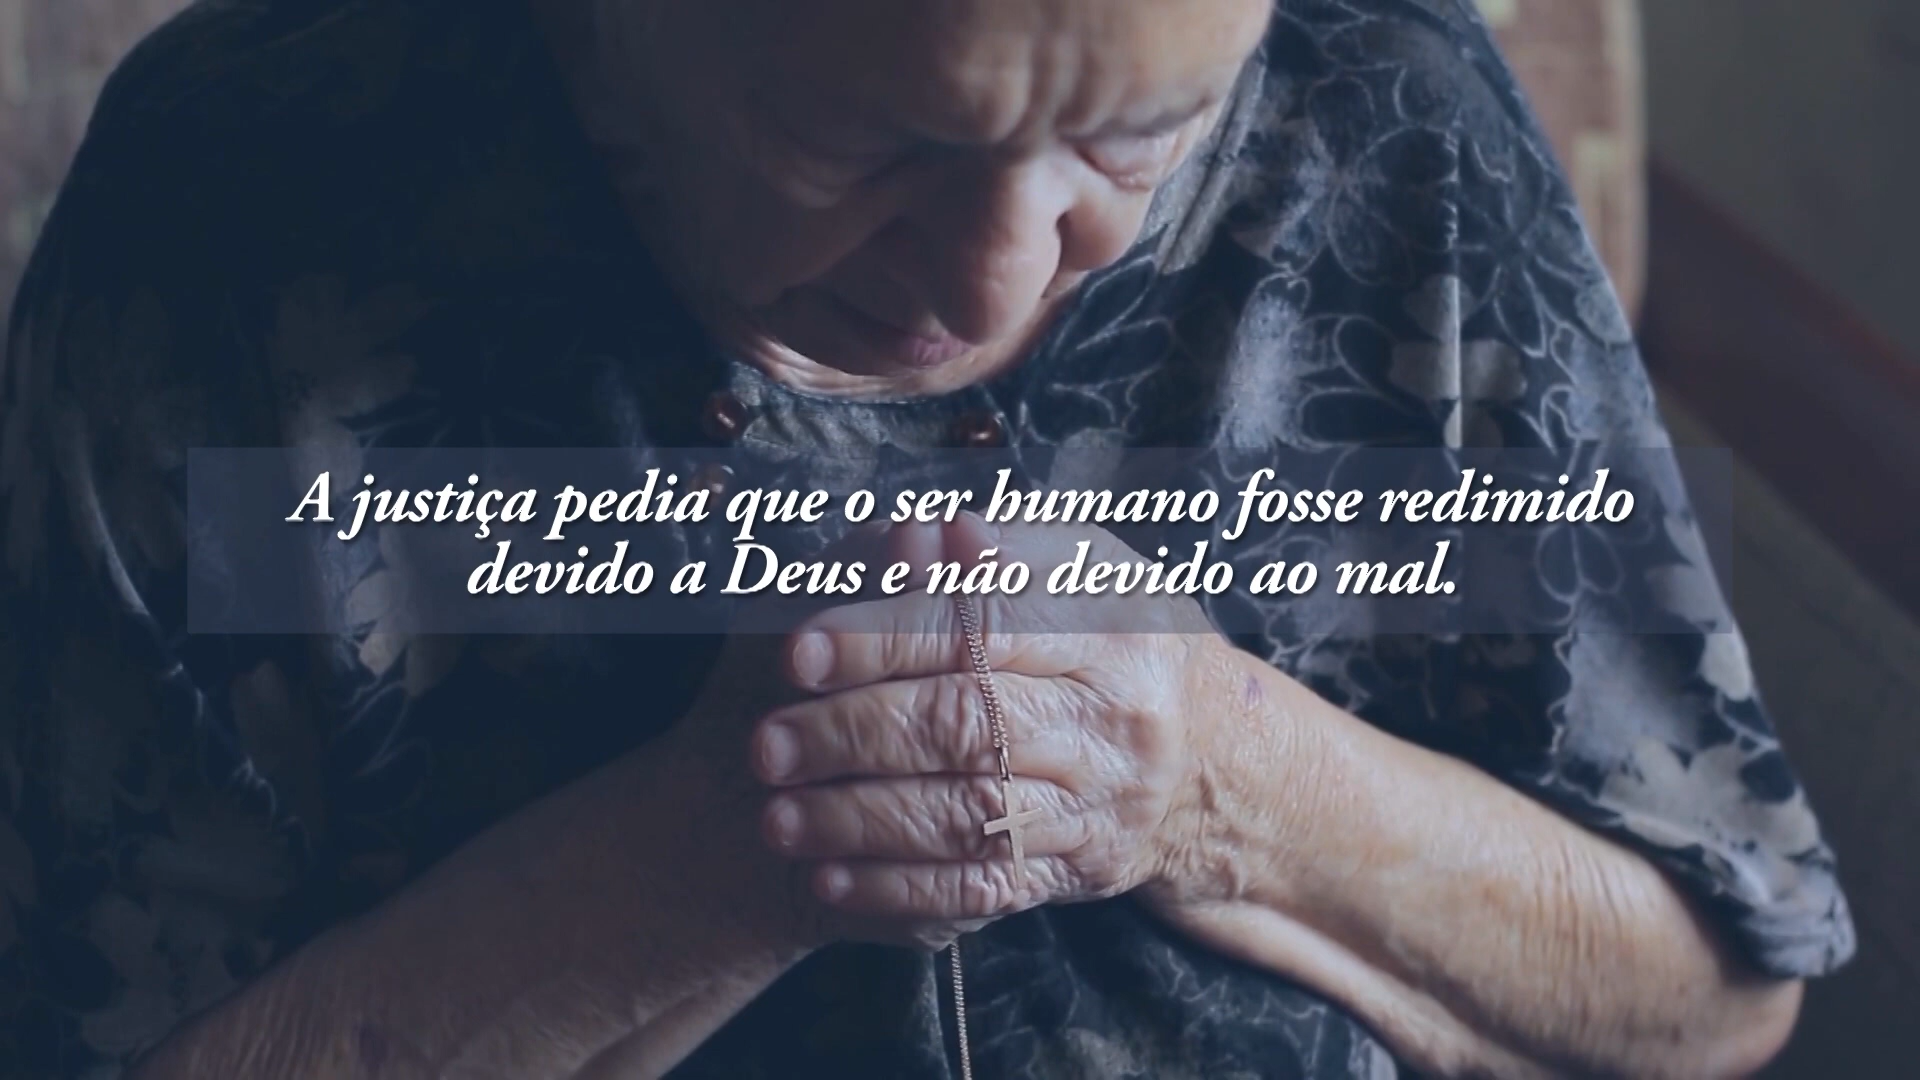 A justiça pedia que o ser humano fosse redimido
devido a Deus e não devido ao mal.